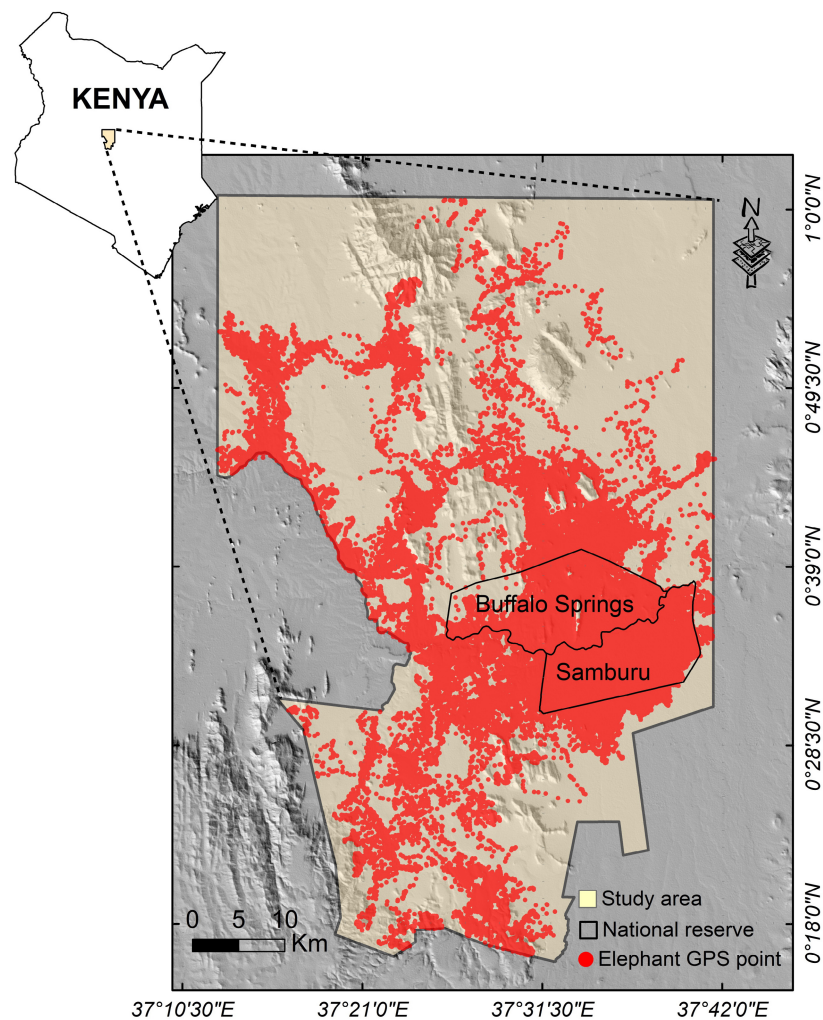 KENYA
N
1°0'0"N
0°49'30"N
0°39'0"N
0°28'30"N
0°18'0"N
Buffalo Springs
Samburu
0 5 10
Km
Study area
National reserve
Elephant GPS point
37°10'30"E 37°21'0"E 37°31'30"E 37°42'0"E